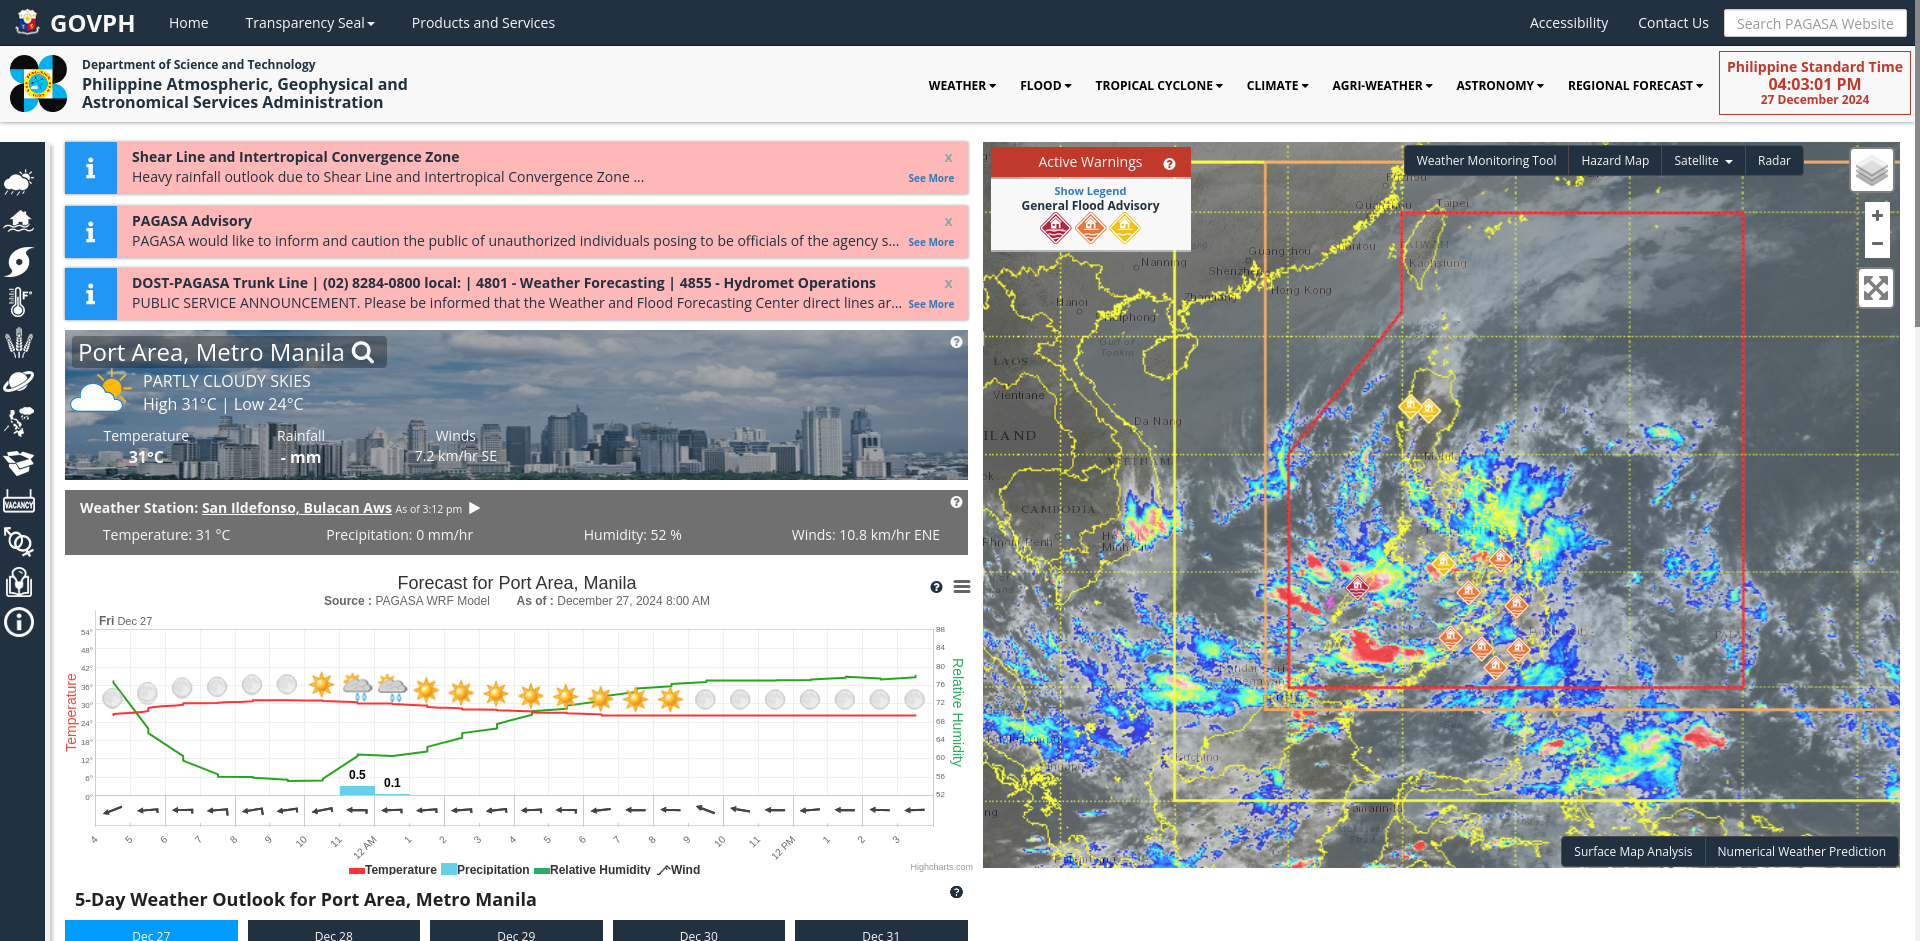 GOVPH
Home
Transparency Seal
Products and Services
Accessibility
Contact Us
Search PAGASA Website
Department of Science and Technology
Philippine Atmospheric, Geophysical and
Astronomical Services Administration
WEATHER
FLOOD
TROPICAL CYCLONE
CLIMATE
AGRI-WEATHER
ASTRONOMY
REGIONAL FORECAST
Philippine Standard Time
04:03:01 PM
27 December 2024
Shear Line and Intertropical Convergence Zone
x
Heavy rainfall outlook due to Shear Line and Intertropical Convergence Zone ...
See More
PAGASA Advisory
x
PAGASA would like to inform and caution the public of unauthorized individuals posing to be officials of the agency s...
See More
DOST-PAGASA Trunk Line | (02) 8284-0800 local: | 4801 - Weather Forecasting | 4855 - Hydromet Operations
x
PUBLIC SERVICE ANNOUNCEMENT. Please be informed that the Weather and Flood Forecasting Center direct lines ar...
See More
Port Area, Metro Manila
PARTLY CLOUDY SKIES
High 31°C | Low 24°C
Temperature Rainfall Winds
31°C - mm 7.2 km/hr SE
Weather Station: San Ildefonso, Bulacan Aws As of 3:12 pm
Temperature: 31 °C Precipitation: 0 mm/hr Humidity: 52 % Winds: 10.8 km/hr ENE
Forecast for Port Area, Manila
Source : PAGASA WRF Model As of : December 27, 2024 8:00 AM
Fri Dec 27
Temperature
54°
48°
42°
36°
30°
24°
18°
12°
6°
0°
88
84
80
76
72
68
64
60
56
52
Relative Humidity
0.5
0.1
4 5 6 7 8 9 10 11 12 AM 1 2 3 4 5 6 7 8 9 10 11 12 PM 1 2 3
Temperature Precipitation Relative Humidity Wind
Highcharts.com
5-Day Weather Outlook for Port Area, Metro Manila
Dec 27 Dec 28 Dec 29 Dec 30 Dec 31
Active Warnings
Show Legend
General Flood Advisory
Weather Monitoring Tool
Hazard Map
Satellite
Radar
+
−
Taipei
Guangzhou
Shantou
Nanning
Shenzhen
Kaohsiung
Hong Kong
Hanoi
Haiphong
Gulf of
Tonkin
LAOS
Vientiane
Da Nang
ILAND
VIETNAM
Manila
CAMBODIA
Kuching
Samarinda
Surface Map Analysis
Numerical Weather Prediction